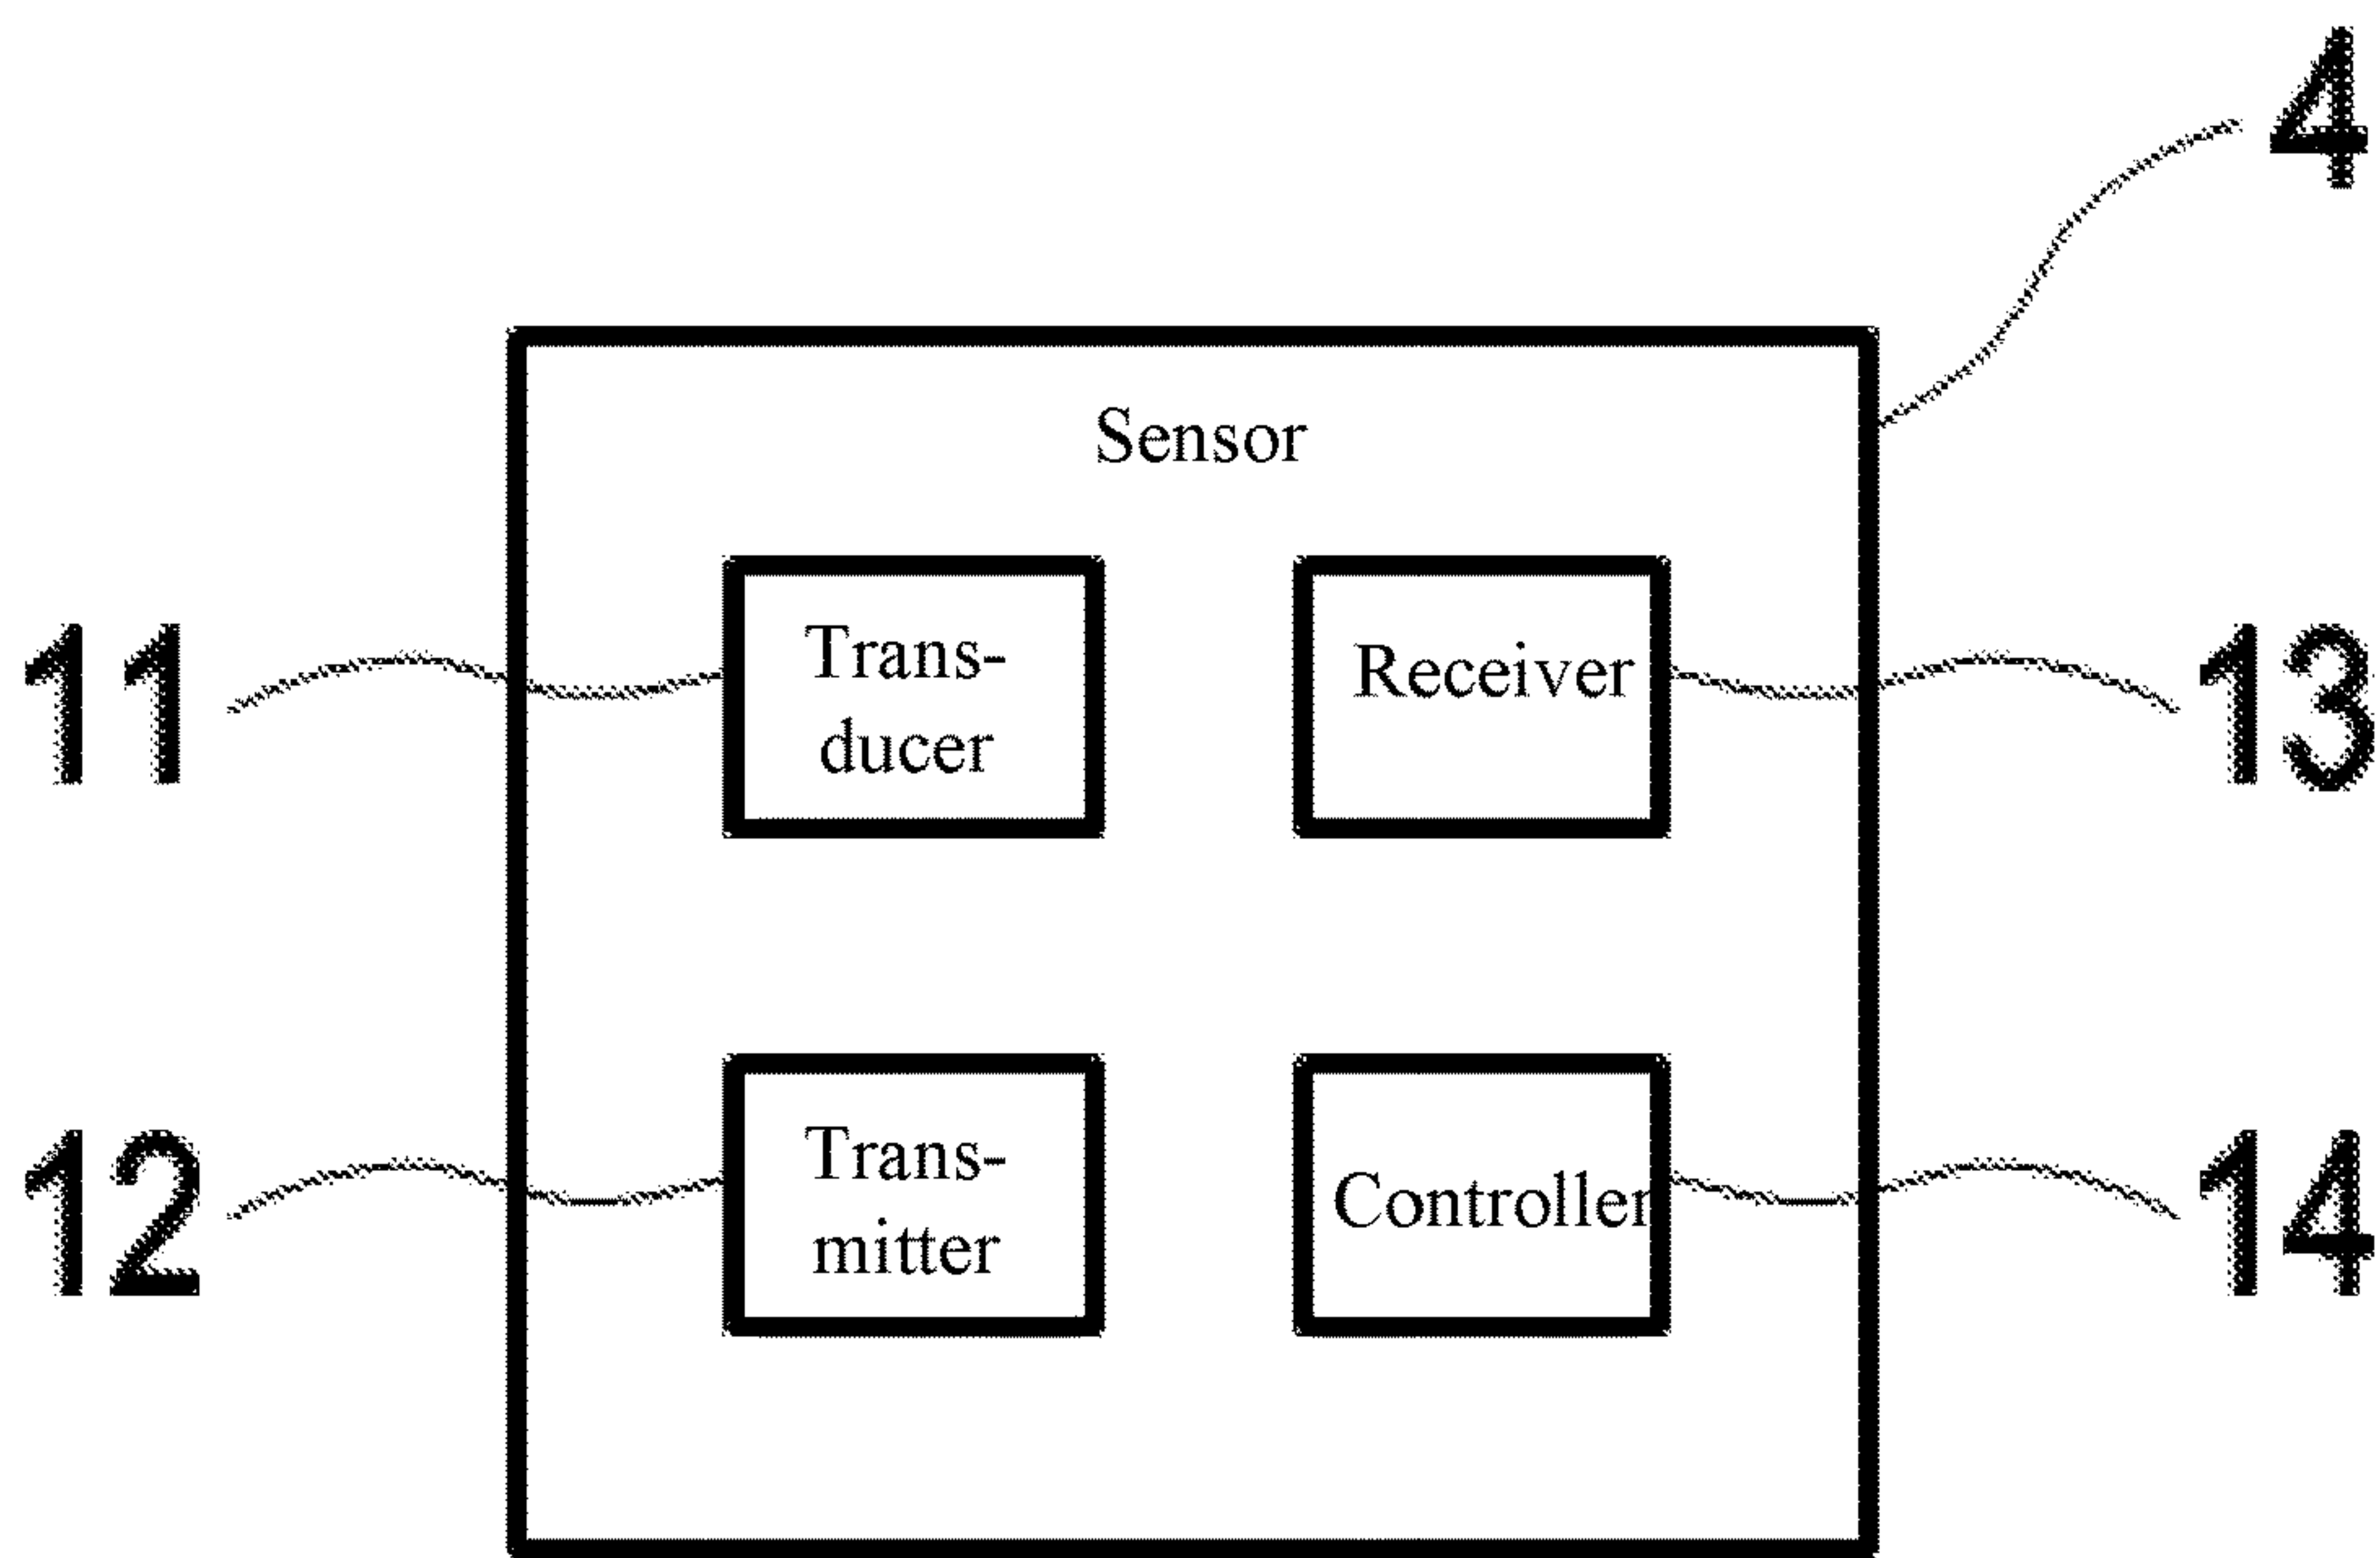 4
Sensor
11
Trans-
ducer
Receiver
13
12
Trans-
mitter
Controller
14